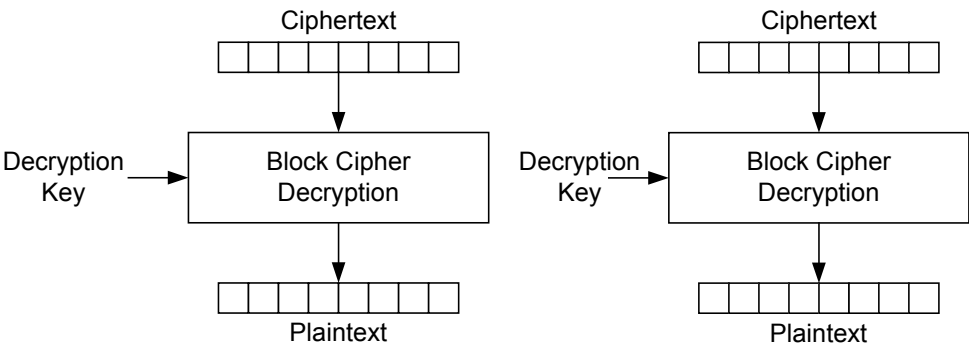 Ciphertext
Ciphertext
Decryption
Key
Block Cipher
Decryption
Decryption
Key
Block Cipher
Decryption
Plaintext
Plaintext